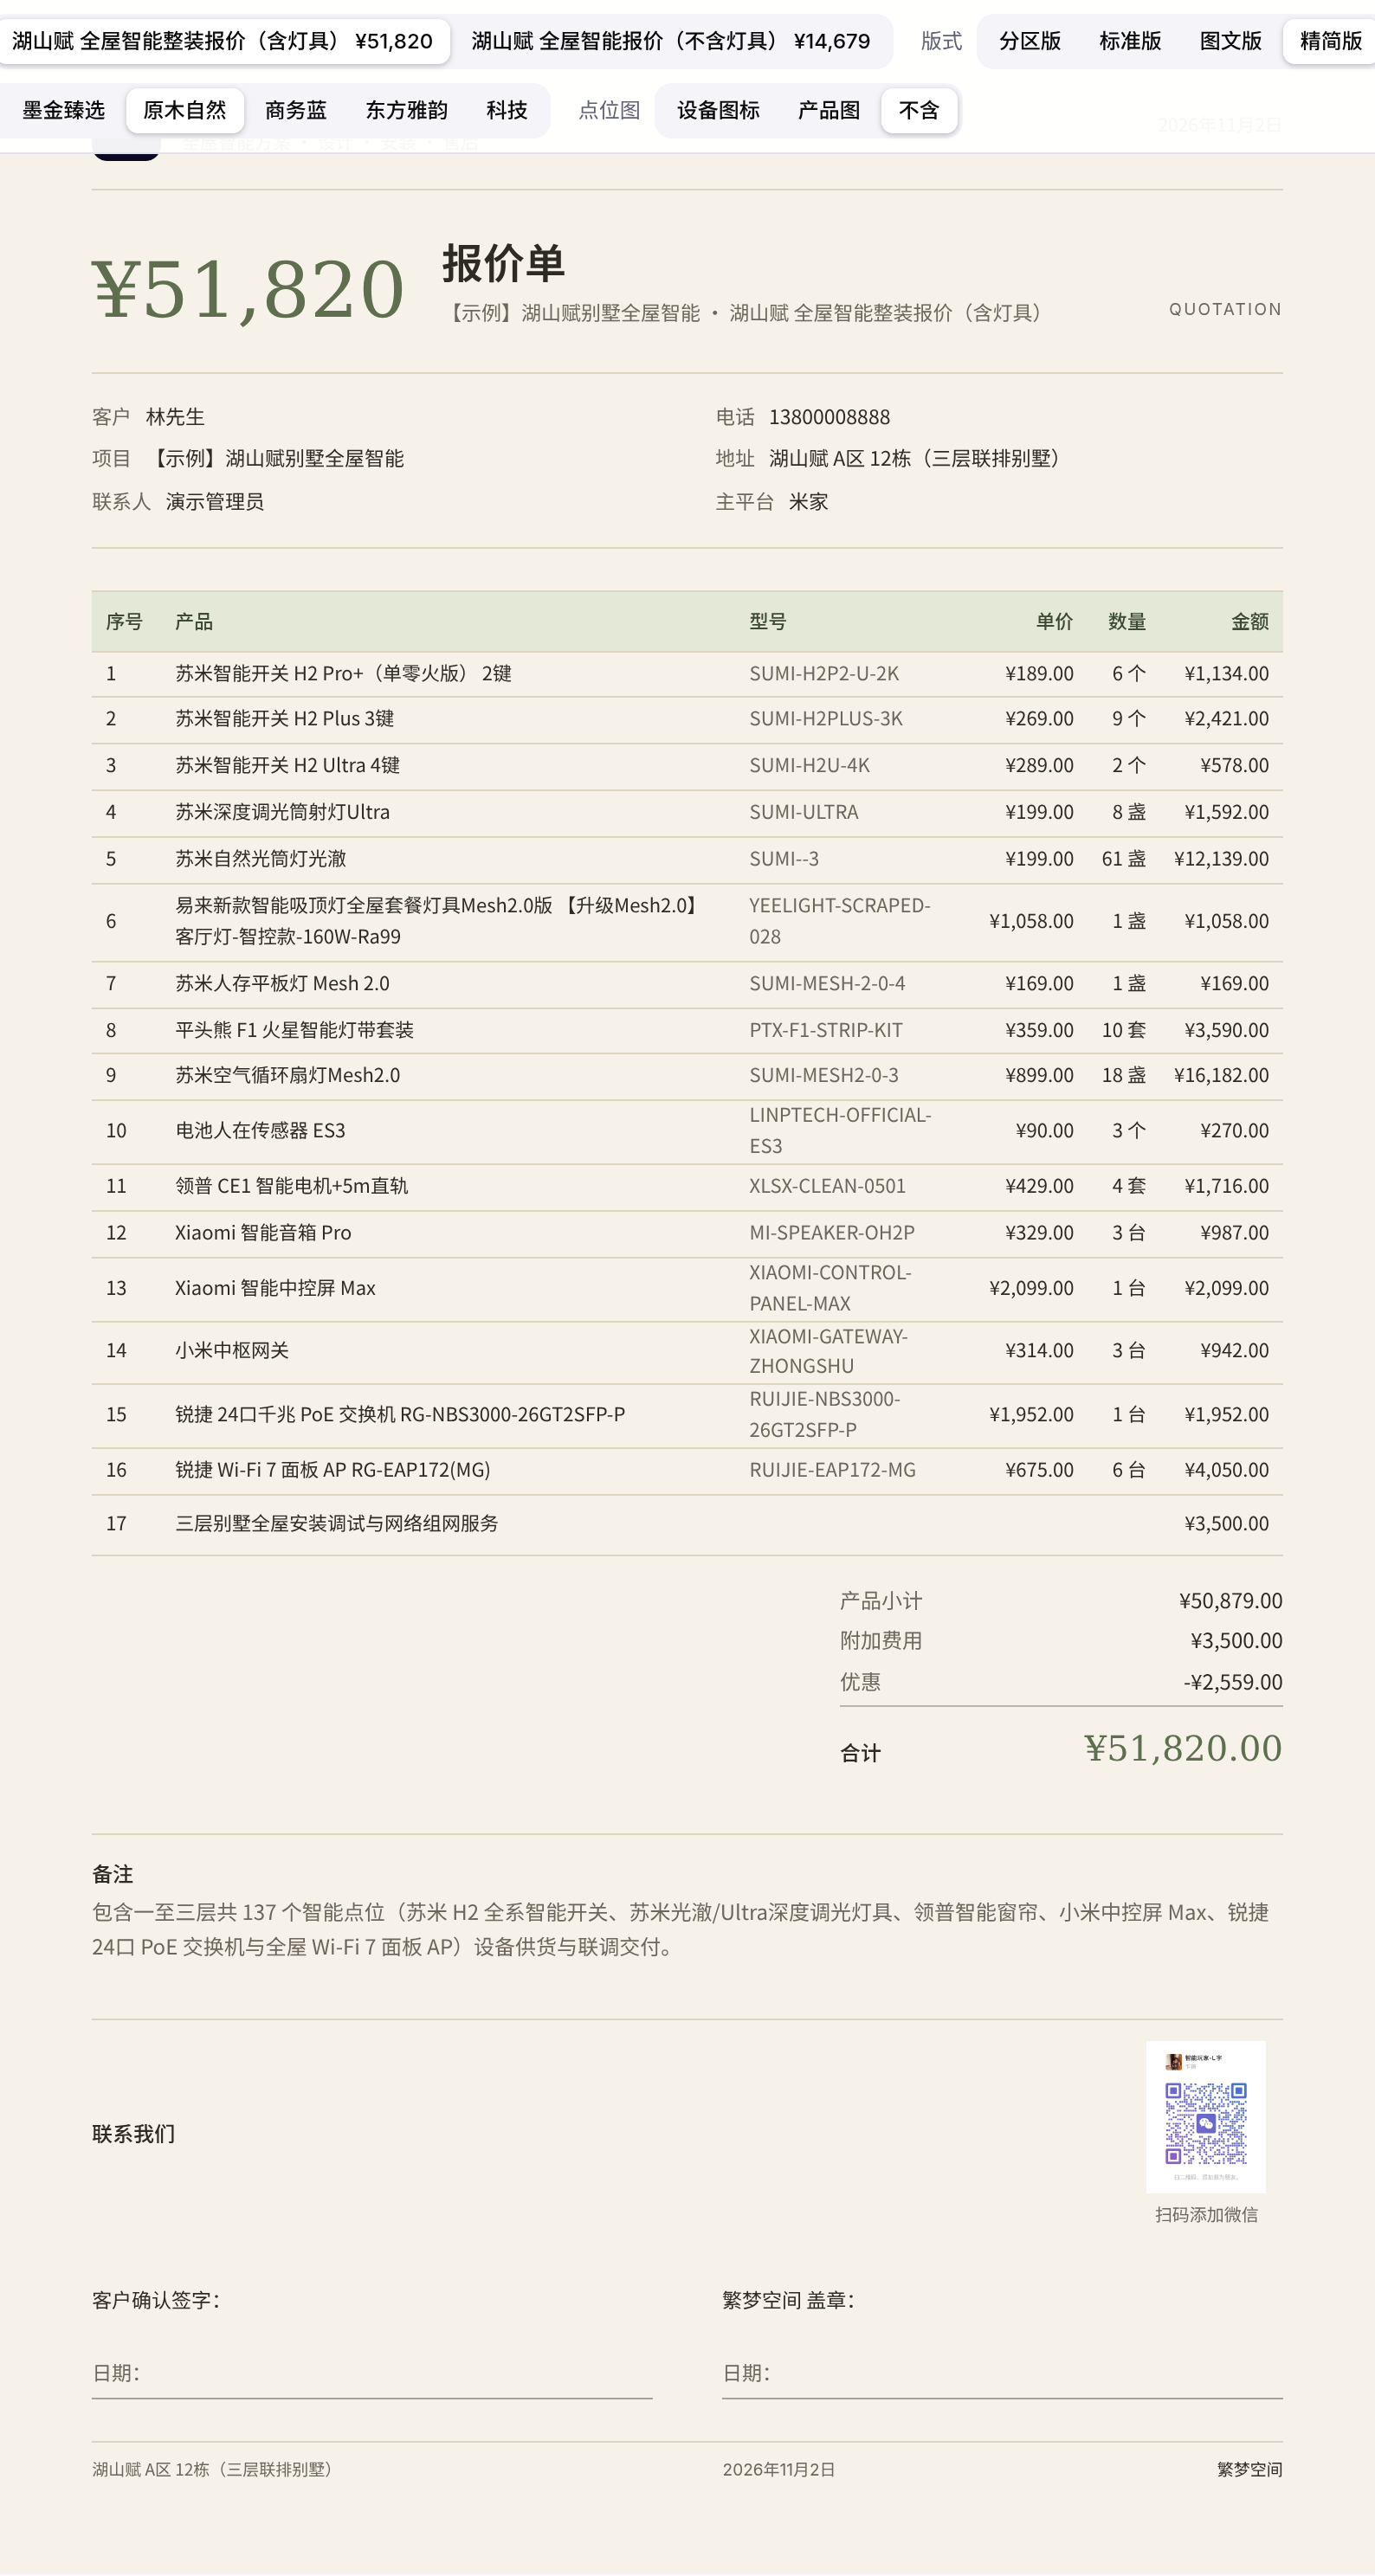 湖山赋 全屋智能整装报价（含灯具） ¥51,820 湖山赋 全屋智能报价（不含灯具） ¥14,679 版式 分区版 标准版 图文版 精简版
墨金臻选 原木自然 商务蓝 东方雅韵 科技 点位图 设备图标 产品图 不含
2026年11月2日
全屋智能方案 · 设计 · 安装 · 售后
¥51,820
报价单
【示例】湖山赋别墅全屋智能 · 湖山赋 全屋智能整装报价（含灯具）
QUOTATION
客户 林先生 电话 13800008888
项目 【示例】湖山赋别墅全屋智能 地址 湖山赋 A区 12栋（三层联排别墅）
联系人 演示管理员 主平台 米家
序号 产品 型号 单价 数量 金额
1 苏米智能开关 H2 Pro+（单零火版） 2键 SUMI-H2P2-U-2K ¥189.00 6 个 ¥1,134.00
2 苏米智能开关 H2 Plus 3键 SUMI-H2PLUS-3K ¥269.00 9 个 ¥2,421.00
3 苏米智能开关 H2 Ultra 4键 SUMI-H2U-4K ¥289.00 2 个 ¥578.00
4 苏米深度调光筒射灯Ultra SUMI-ULTRA ¥199.00 8 盏 ¥1,592.00
5 苏米自然光筒灯光澈 SUMI--3 ¥199.00 61 盏 ¥12,139.00
6 易来新款智能吸顶灯全屋套餐灯具Mesh2.0版 【升级Mesh2.0】 YEELIGHT-SCRAPED- ¥1,058.00 1 盏 ¥1,058.00
客厅灯-智控款-160W-Ra99 028
7 苏米人存平板灯 Mesh 2.0 SUMI-MESH-2-0-4 ¥169.00 1 盏 ¥169.00
8 平头熊 F1 火星智能灯带套装 PTX-F1-STRIP-KIT ¥359.00 10 套 ¥3,590.00
9 苏米空气循环扇灯Mesh2.0 SUMI-MESH2-0-3 ¥899.00 18 盏 ¥16,182.00
10 电池人在传感器 ES3 LINPTECH-OFFICIAL- ¥90.00 3 个 ¥270.00
ES3
11 领普 CE1 智能电机+5m直轨 XLSX-CLEAN-0501 ¥429.00 4 套 ¥1,716.00
12 Xiaomi 智能音箱 Pro MI-SPEAKER-OH2P ¥329.00 3 台 ¥987.00
13 Xiaomi 智能中控屏 Max XIAOMI-CONTROL- ¥2,099.00 1 台 ¥2,099.00
PANEL-MAX
14 小米中枢网关 XIAOMI-GATEWAY- ¥314.00 3 台 ¥942.00
ZHONGSHU
15 锐捷 24口千兆 PoE 交换机 RG-NBS3000-26GT2SFP-P RUIJIE-NBS3000- ¥1,952.00 1 台 ¥1,952.00
26GT2SFP-P
16 锐捷 Wi-Fi 7 面板 AP RG-EAP172(MG) RUIJIE-EAP172-MG ¥675.00 6 台 ¥4,050.00
17 三层别墅全屋安装调试与网络组网服务 ¥3,500.00
产品小计 ¥50,879.00
附加费用 ¥3,500.00
优惠 -¥2,559.00
合计 ¥51,820.00
备注
包含一至三层共 137 个智能点位（苏米 H2 全系智能开关、苏米光澈/Ultra深度调光灯具、领普智能窗帘、小米中控屏 Max、锐捷
24口 PoE 交换机与全屋 Wi-Fi 7 面板 AP）设备供货与联调交付。
智能玩家-L宇
联系我们
扫码添加微信
客户确认签字： 繁梦空间 盖章：
日期： 日期：
湖山赋 A区 12栋（三层联排别墅） 2026年11月2日 繁梦空间